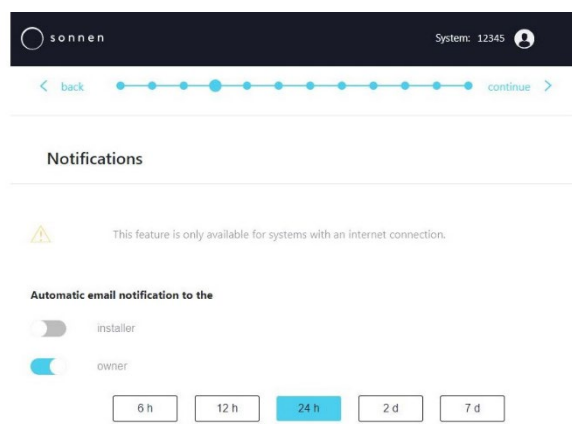 sonnen System: 12345
back continue
Notifications
This feature is only available for systems with an internet connection.
Automatic email notification to the
installer
owner
6 h 12 h 24 h 2 d 7 d